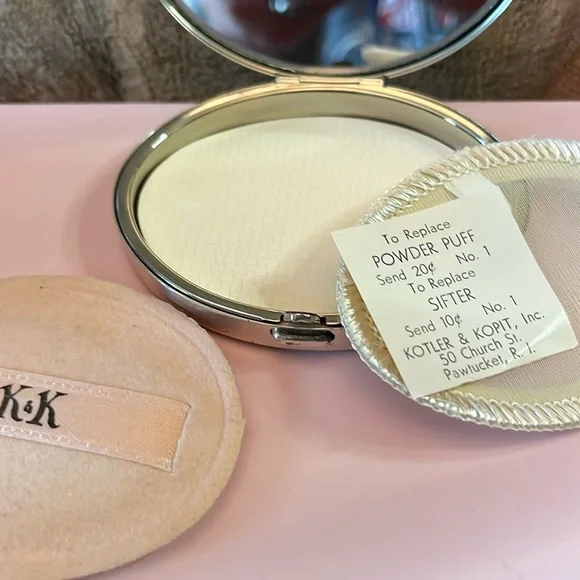 To Replace
POWDER PUFF
Send 20¢ No. 1
To Replace
SIFTER
Send 10¢ No. 1
KOTLER & KOPIT, Inc.
50 Church St.
Pawtucket, R. I.
K&K